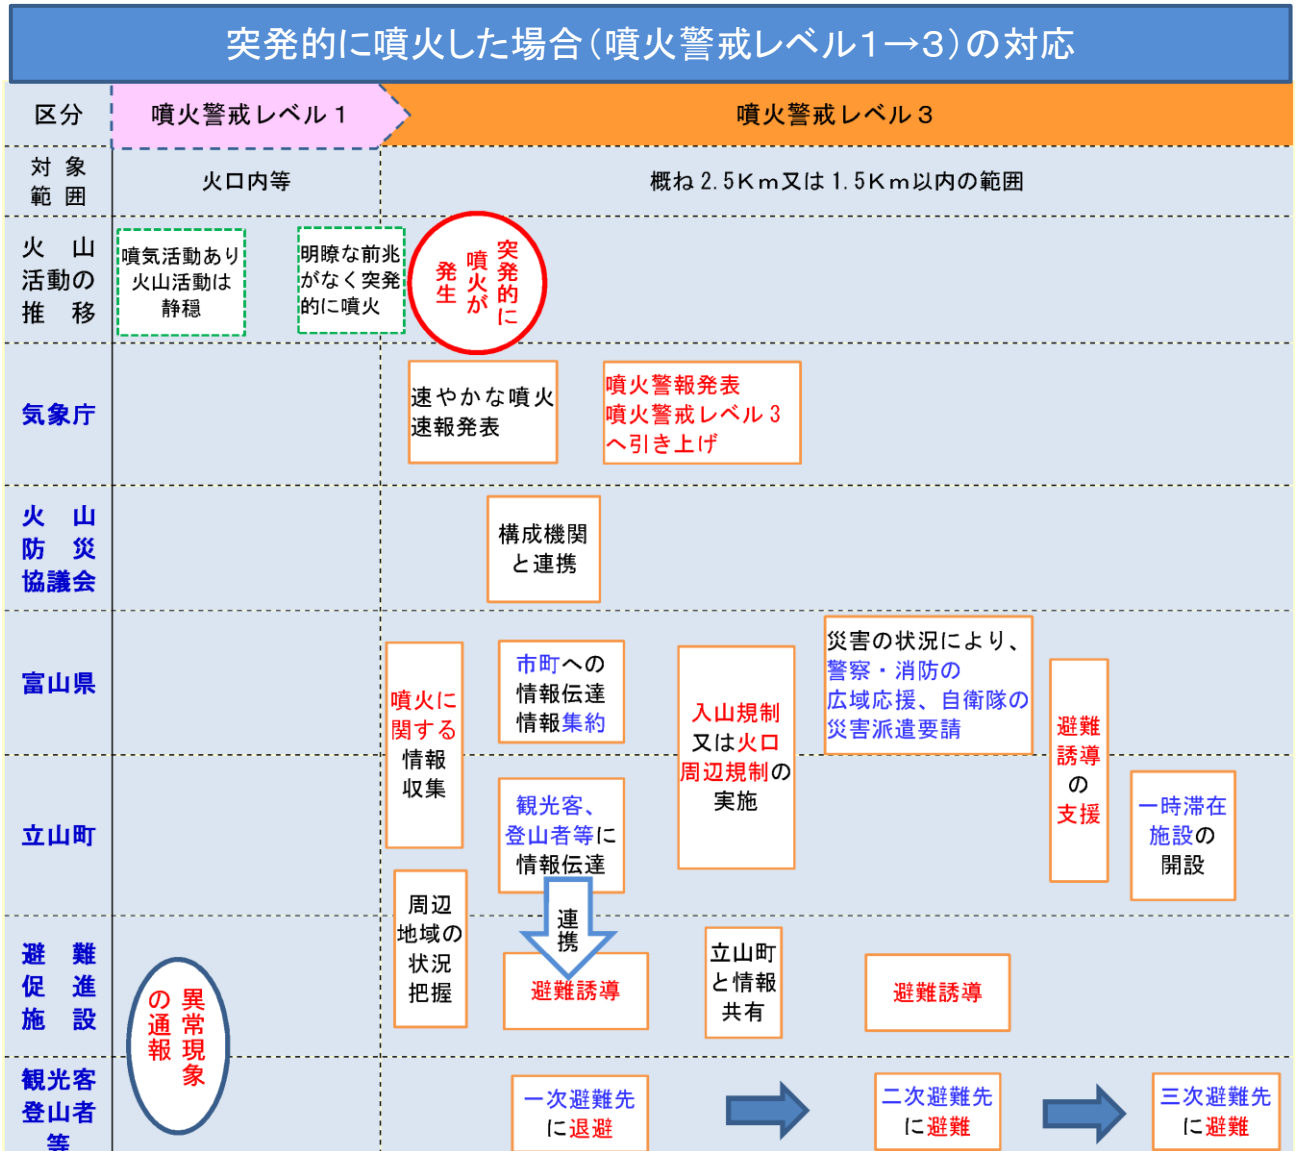 突発的に噴火した場合（噴火警戒レベル１→３）の対応
区分
噴火警戒レベル１
噴火警戒レベル３
対 象
範 囲
火口内等
概ね2.5Km又は1.5Km以内の範囲
火 山
活動の
推 移
噴気活動あり
火山活動は
静穏
明瞭な前兆
がなく突発
的に噴火
突発的に
噴火が
発生
気象庁
速やかな噴火
速報発表
噴火警報発表
噴火警戒レベル3
へ引き上げ
火 山
防 災
協議会
構成機関
と連携
富山県
噴火に
関する
情報
収集
市町への
情報伝達
情報集約
入山規制
又は火口
周辺規制の
実施
災害の状況により、
警察・消防の
広域応援、自衛隊の
災害派遣要請
避難
誘導
の
支援
立山町
観光客、
登山者等に
情報伝達
一時滞在
施設の
開設
周辺
地域の
状況
把握
連携
避 難
促 進
施 設
避難誘導
立山町
と情報
共有
避難誘導
異常現象
の通報
観光客
登山者
等
一次避難先
に退避
二次避難先
に避難
三次避難先
に避難